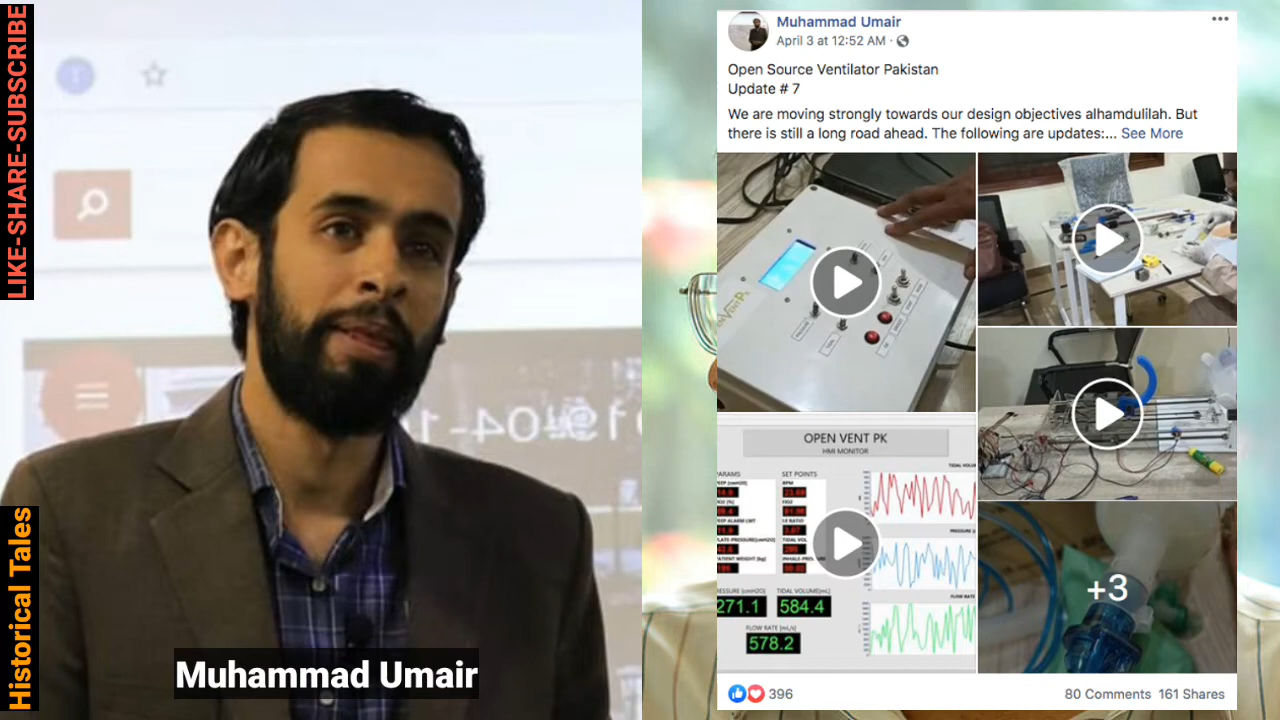 LIKE-SHARE-SUBSCRIBE
Historical Tales
Muhammad Umair
Muhammad Umair
April 3 at 12:52 AM
Open Source Ventilator Pakistan
Update # 7
We are moving strongly towards our design objectives alhamdulilah. But
there is still a long road ahead. The following are updates:... See More
OPEN VENT PK
HMI MONITOR
SET POINTS
BPM
TIDAL VOLUME[mL]
271.1
584.4
FLOW RATE [mL/s]
578.2
FLOW RATE
+3
396
80 Comments 161 Shares